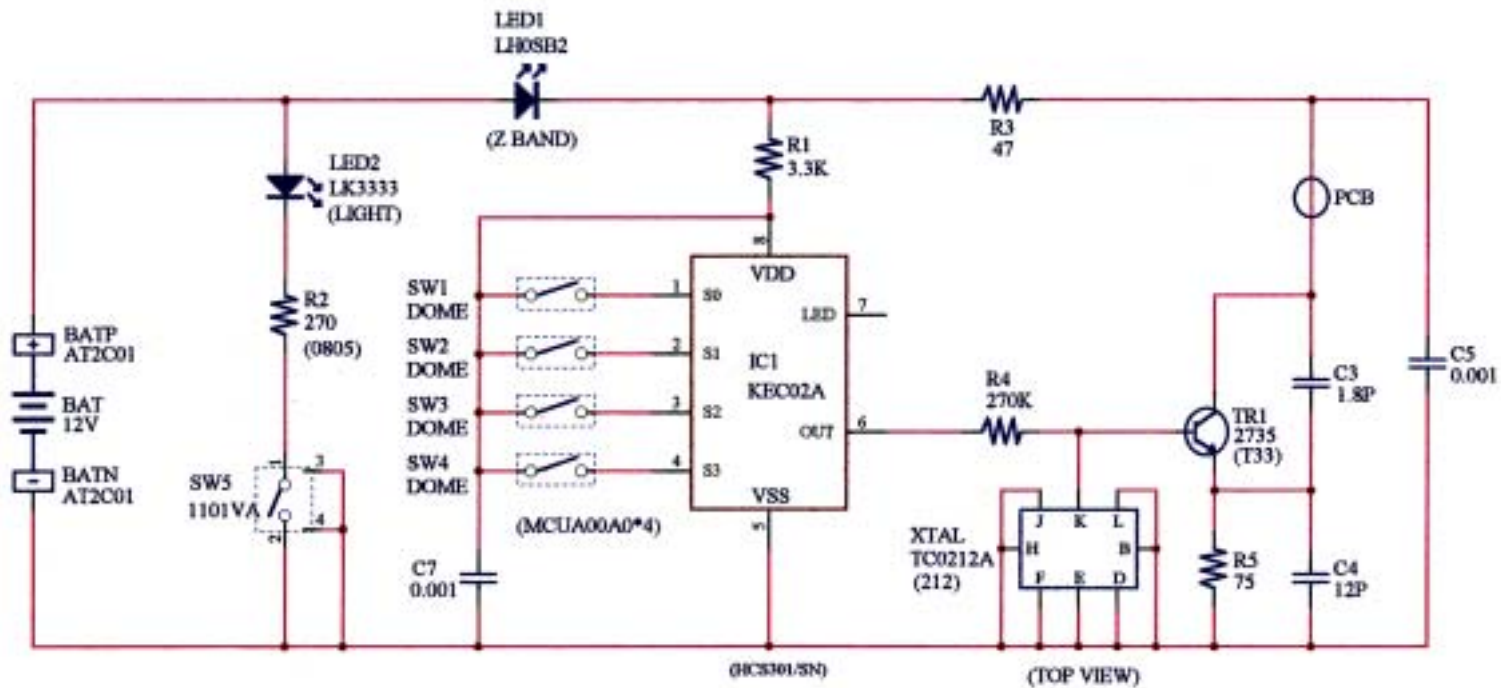 LED1
LH0SB2
(Z BAND)
LED2
LK3333
(LIGHT)
R1
3.3K
R3
47
PCB
R2
270
(0805)
BATP
AT2C01
+
BAT
12V
BATN
AT2C01
-
SW5
1101VA
1
3
4
2
SW1
DOME
SW2
DOME
SW3
DOME
SW4
DOME
(MCUA00A0*4)
C7
0.001
8
VDD
1
S0
LED
7
2
S1
IC1
KEC02A
3
S2
OUT
6
4
S3
VSS
5
R4
270K
TR1
2735
(T33)
C3
1.8P
C5
0.001
XTAL
TC0212A
(212)
J
K
L
H
B
F
E
D
R5
75
C4
12P
(HCS301/SN)
(TOP VIEW)